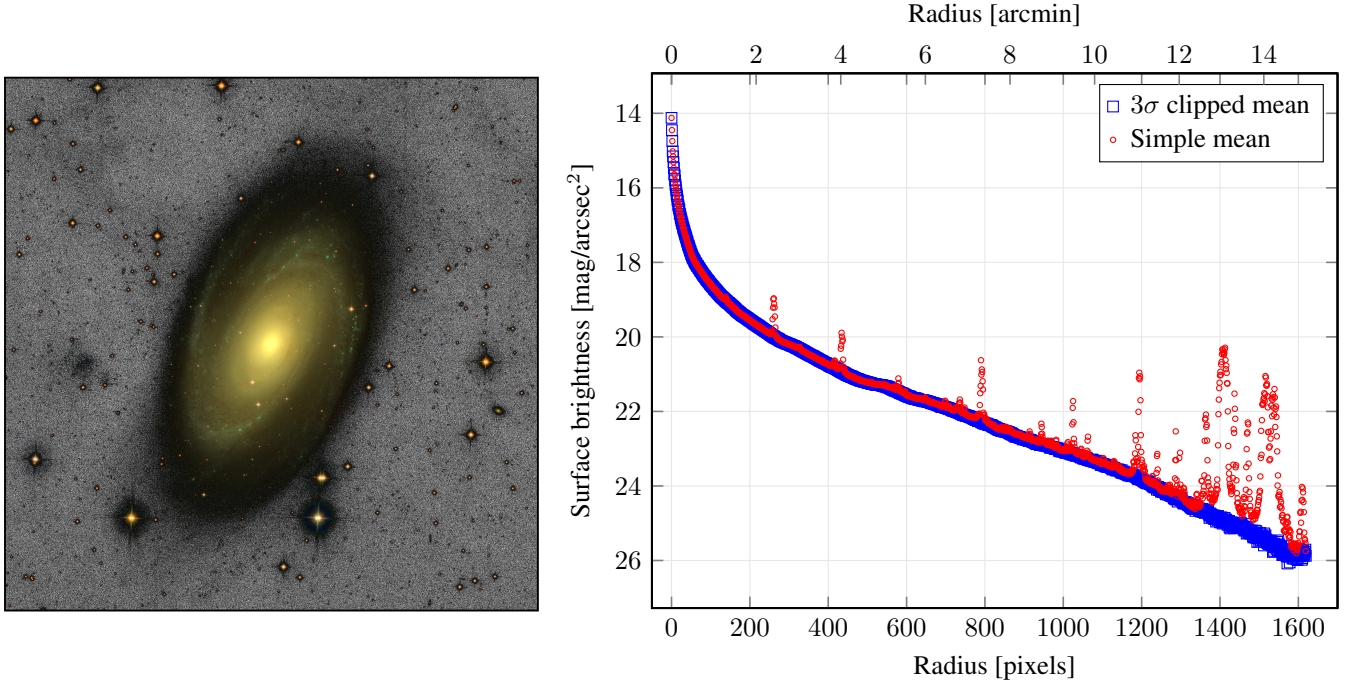 Radius [arcmin]
0 2 4 6 8 10 12 14
3σ clipped mean
Simple mean
Surface brightness [mag/arcsec²]
14
16
18
20
22
24
26
0 200 400 600 800 1000 1200 1400 1600
Radius [pixels]